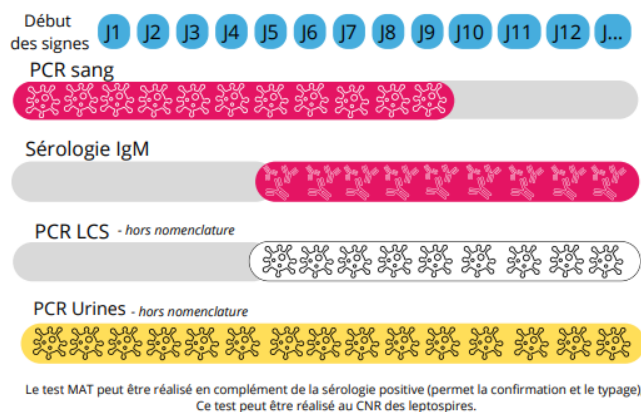 Début
des signes
J1 J2 J3 J4 J5 J6 J7 J8 J9 J10 J11 J12 J...
PCR sang
Sérologie IgM
PCR LCS - hors nomenclature
PCR Urines - hors nomenclature
Le test MAT peut être réalisé en complément de la sérologie positive (permet la confirmation et le typage)
Ce test peut être réalisé au CNR des leptospires.